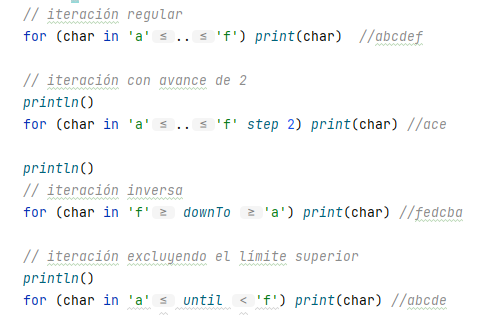 // iteración regular
for (char in 'a' ≤ .. ≤ 'f') print(char)  //abcdef
// iteración con avance de 2
println()
for (char in 'a' ≤ .. ≤ 'f' step 2) print(char) //ace
println()
// iteración inversa
for (char in 'f' ≥ downTo ≥ 'a') print(char) //fedcba
// iteración excluyendo el límite superior
println()
for (char in 'a' ≤ until < 'f') print(char) //abcde